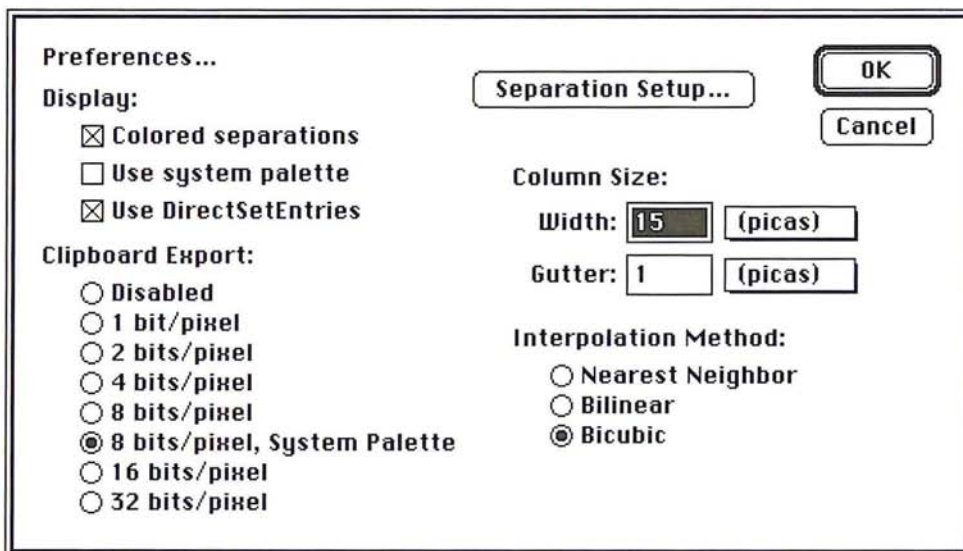 Preferences...
Display:
Colored separations
Use system palette
Use DirectSetEntries
Clipboard Export:
Disabled
1 bit/pixel
2 bits/pixel
4 bits/pixel
8 bits/pixel
8 bits/pixel, System Palette
16 bits/pixel
32 bits/pixel
Separation Setup...
OK
Cancel
Column Size:
Width: 15 (picas)
Gutter: 1 (picas)
Interpolation Method:
Nearest Neighbor
Bilinear
Bicubic